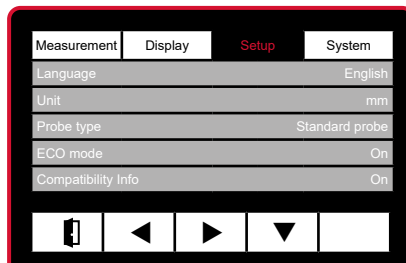 Measurement Display Setup System
Language English
Unit mm
Probe type Standard probe
ECO mode On
Compatibility Info On